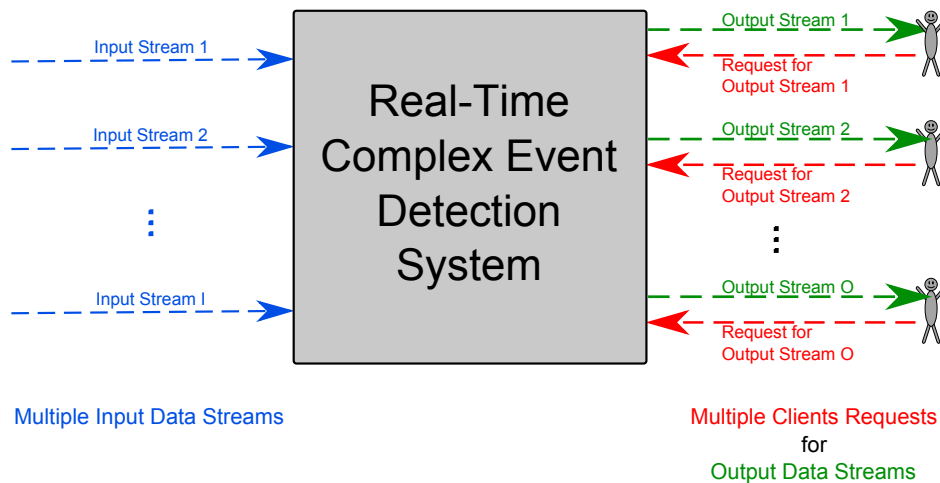 Input Stream 1
Input Stream 2
Input Stream I
Multiple Input Data Streams
Real-Time
Complex Event
Detection
System
Output Stream 1
Request for
Output Stream 1
Output Stream 2
Request for
Output Stream 2
Output Stream O
Request for
Output Stream O
Multiple Clients Requests
for
Output Data Streams